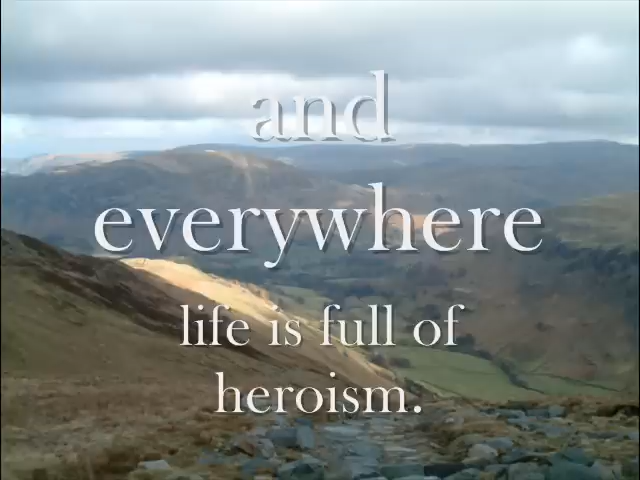 and
everywhere
life is full of
heroism.